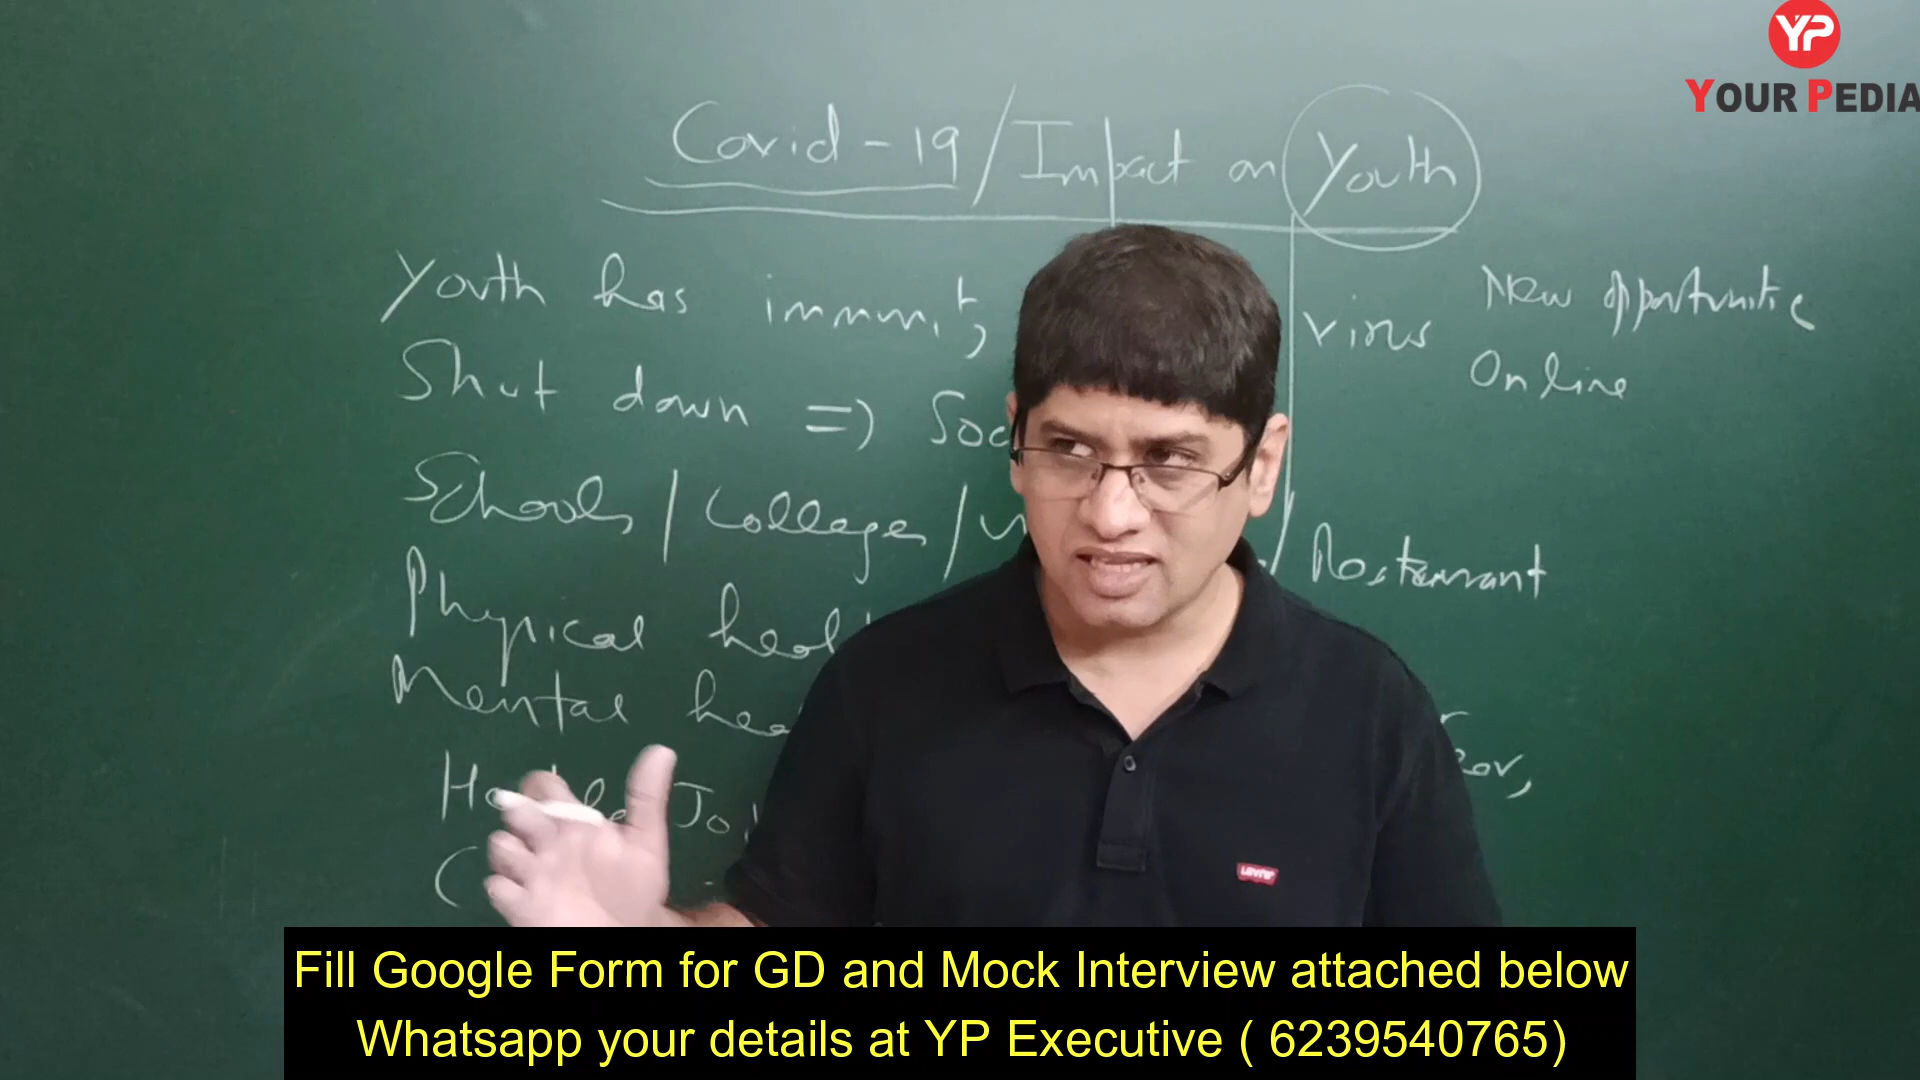 YP
YOUR PEDIA
Covid-19 / Impact on Youth
Youth has virus
New opportunities
Online
Shut down => Soc
Schools / Colleges / / Restaurant
Physical heal
Mental hea
Levi's
Fill Google Form for GD and Mock Interview attached below
Whatsapp your details at YP Executive ( 6239540765)